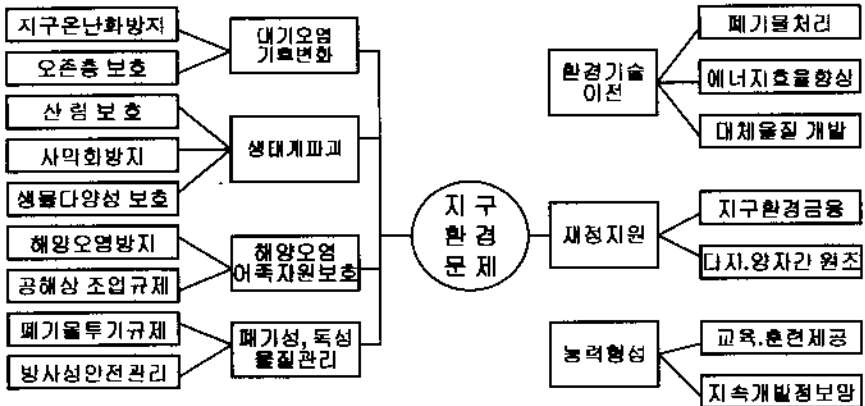 지구온난화방지
오존층 보호
대기오염
기후변화
산림보호
사막화방지
생물다양성 보호
생태계파괴
해양오염방지
공해상 조업규제
해양오염
어족자원보호
폐기물투기규제
방사성안전관리
폐기성, 독성
물질관리
지구
환경
문제
환경기술
이전
폐기물처리
에너지효율향상
대체물질 개발
재정지원
지구환경금융
다자.양자간 원조
능력형성
교육.훈련제공
지속개발정보망